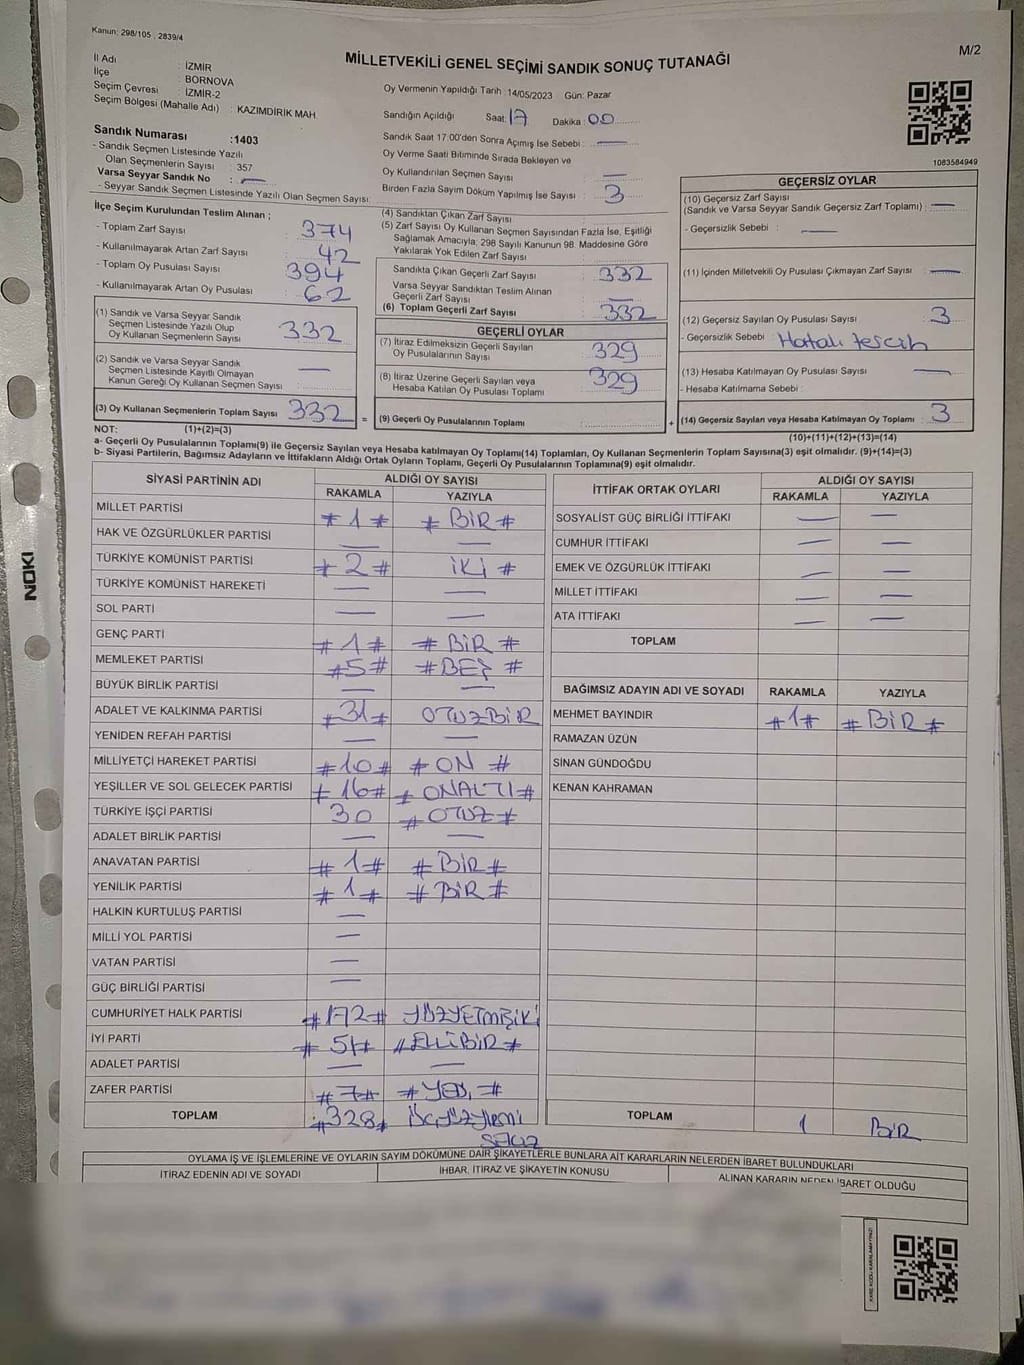 Kanun: 298/105 , 2839/4
M/2
MİLLETVEKİLİ GENEL SEÇİMİ SANDIK SONUÇ TUTANAĞI
İl Adı : İZMİR
İlçe : BORNOVA
Seçim Çevresi : İZMİR-2
Seçim Bölgesi (Mahalle Adı) : KAZIMDİRİK MAH
Sandık Numarası :1403
- Sandık Seçmen Listesinde Yazılı
Olan Seçmenlerin Sayısı : 357
Varsa Seyyar Sandık No : —
- Seyyar Sandık Seçmen Listesinde Yazılı Olan Seçmen Sayısı:
Oy Vermenin Yapıldığı Tarih :14/05/2023 Gün: Pazar
Sandığın Açıldığı Saat: 17 Dakika : 00
Sandık Saat 17:00'den Sonra Açımış İse Sebebi : —
Oy Verme Saati Bitiminde Sırada Bekleyen ve
Oy Kullandırılan Seçmen Sayısı : —
Birden Fazla Sayım Döküm Yapılmış İse Sayısı : 3
1083584949
İlçe Seçim Kurulundan Teslim Alınan ;
- Toplam Zarf Sayısı : 374
- Kullanılmayarak Artan Zarf Sayısı : 42
- Toplam Oy Pusulası Sayısı : 394
- Kullanılmayarak Artan Oy Pusulası : 62
(1) Sandık ve Varsa Seyyar Sandık
Seçmen Listesinde Yazılı Olup
Oy Kullanan Seçmenlerin Sayısı : 332
(2) Sandık ve Varsa Seyyar Sandık
Seçmen Listesinde Kayıtlı Olmayan
Kanun Gereği Oy Kullanan Seçmen Sayısı : —
(3) Oy Kullanan Seçmenlerin Toplam Sayısı : 332 =
(4) Sandıktan Çıkan Zarf Sayısı :
(5) Zarf Sayısı Oy Kullanan Seçmen Sayısından Fazla İse, Eşitliği
Sağlamak Amacıyla; 298 Sayılı Kanunun 98. Maddesine Göre
Yakılarak Yok Edilen Zarf Sayısı :
Sandıkta Çıkan Geçerli Zarf Sayısı : 332
Varsa Seyyar Sandıktan Teslim Alınan
Geçerli Zarf Sayısı : —
(6) Toplam Geçerli Zarf Sayısı : 332
GEÇERLİ OYLAR
(7) İtiraz Edilmeksizin Geçerli Sayılan
Oy Pusulalarının Sayısı : 329
(8) İtiraz Üzerine Geçerli Sayılan veya
Hesaba Katılan Oy Pusulası Toplamı : 329
(9) Geçerli Oy Pusulalarının Toplamı : +
GEÇERSİZ OYLAR
(10) Geçersiz Zarf Sayısı
(Sandık ve Varsa Seyyar Sandık Geçersiz Zarf Toplamı) : —
- Geçersizlik Sebebi : —
(11) İçinden Milletvekili Oy Pusulası Çıkmayan Zarf Sayısı : —
(12) Geçersiz Sayılan Oy Pusulası Sayısı : 3
- Geçersizlik Sebebi : Hatalı tercih
(13) Hesaba Katılmayan Oy Pusulası Sayısı : —
- Hesaba Katılmama Sebebi :
(14) Geçersiz Sayılan veya Hesaba Katılmayan Oy Toplamı : 3
NOT: (1)+(2)=(3) (10)+(11)+(12)+(13)=(14)
a- Geçerli Oy Pusulalarının Toplamı(9) ile Geçersiz Sayılan veya Hesaba katılmayan Oy Toplamı(14) Toplamları, Oy Kullanan Seçmenlerin Toplam Sayısına(3) eşit olmalıdır. (9)+(14)=(3)
b- Siyasi Partilerin, Bağımsız Adayların ve İttifakların Aldığı Ortak Oyların Toplamı, Geçerli Oy Pusulalarının Toplamına(9) eşit olmalıdır.
SİYASİ PARTİNİN ADI ALDIĞI OY SAYISI
RAKAMLA YAZIYLA
MİLLET PARTİSİ #1# #BİR#
HAK VE ÖZGÜRLÜKLER PARTİSİ — —
TÜRKİYE KOMÜNİST PARTİSİ #2# İKİ #
TÜRKİYE KOMÜNİST HAREKETİ — —
SOL PARTİ — —
GENÇ PARTİ #1# #BİR#
MEMLEKET PARTİSİ #5# #BEŞ #
BÜYÜK BİRLİK PARTİSİ — —
ADALET VE KALKINMA PARTİSİ #31# OTUZBİR
YENİDEN REFAH PARTİSİ — —
MİLLİYETÇİ HAREKET PARTİSİ #10# #ON #
YEŞİLLER VE SOL GELECEK PARTİSİ #16# #ONALTI#
TÜRKİYE İŞÇİ PARTİSİ 30 #OTUZ#
ADALET BİRLİK PARTİSİ — —
ANAVATAN PARTİSİ #1# #BİR#
YENİLİK PARTİSİ #1# #BİR#
HALKIN KURTULUŞ PARTİSİ —
MİLLİ YOL PARTİSİ —
VATAN PARTİSİ —
GÜÇ BİRLİĞİ PARTİSİ —
CUMHURİYET HALK PARTİSİ #172# YÜZYETMİŞİKİ
İYİ PARTİ #51# #ELLİBİR#
ADALET PARTİSİ — —
ZAFER PARTİSİ #7# #YEDİ#
TOPLAM #328# ÜÇYÜZYİRMİ
SEKİZ
İTTİFAK ORTAK OYLARI ALDIĞI OY SAYISI
RAKAMLA YAZIYLA
SOSYALİST GÜÇ BİRLİĞİ İTTİFAKI — —
CUMHUR İTTİFAKI — —
EMEK VE ÖZGÜRLÜK İTTİFAKI — —
MİLLET İTTİFAKI — —
ATA İTTİFAKI — —
TOPLAM
BAĞIMSIZ ADAYIN ADI VE SOYADI RAKAMLA YAZIYLA
MEHMET BAYINDIR #1# #BİR#
RAMAZAN ÜZÜN
SİNAN GÜNDOĞDU
KENAN KAHRAMAN
TOPLAM 1 BİR
OYLAMA İŞ VE İŞLEMLERİNE VE OYLARIN SAYIM DÖKÜMÜNE DAİR ŞİKAYETLERLE BUNLARA AİT KARARLARIN NELERDEN İBARET BULUNDUKLARI
İTİRAZ EDENİN ADI VE SOYADI İHBAR, İTİRAZ VE ŞİKAYETİN KONUSU ALINAN KARARIN NEDEN İBARET OLDUĞU
NOKI